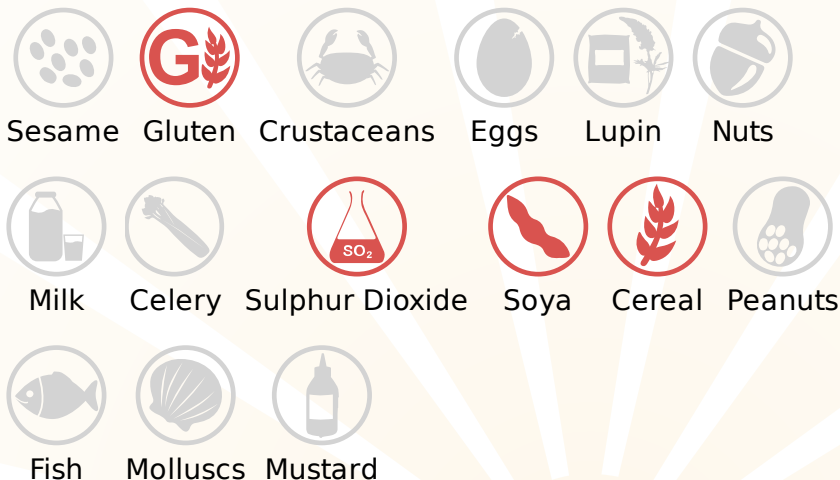 G
Sesame Gluten Crustaceans Eggs Lupin Nuts
SO₂
Milk Celery Sulphur Dioxide Soya Cereal Peanuts
Fish Molluscs Mustard